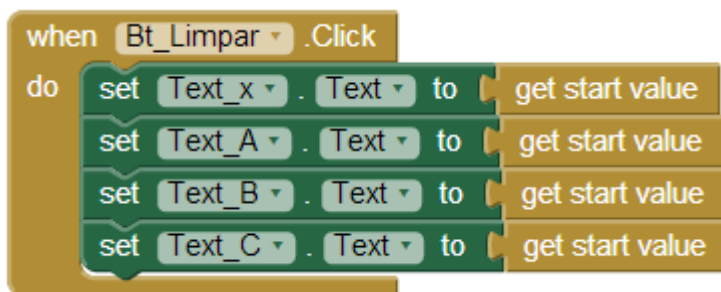 when Bt_Limpar .Click
do set Text_x . Text to get start value
set Text_A . Text to get start value
set Text_B . Text to get start value
set Text_C . Text to get start value